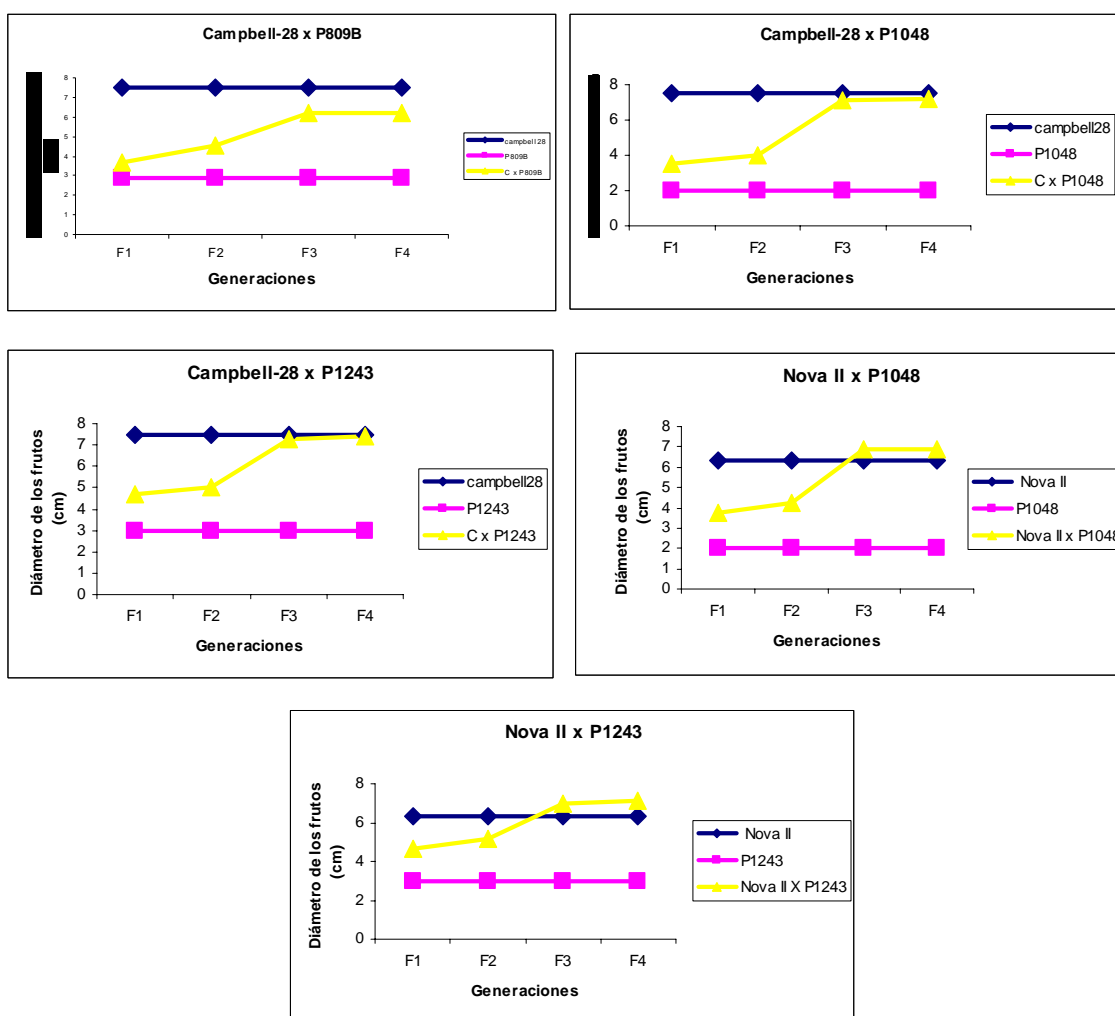 Campbell-28 x P809B
8
7
6
5
4
3
2
1
0
F1 F2 F3 F4
Generaciones
campbell28
P809B
C x P809B
Campbell-28 x P1048
8
6
4
2
0
F1 F2 F3 F4
Generaciones
campbell28
P1048
C x P1048
Campbell-28 x P1243
Diámetro de los frutos
(cm)
8
7
6
5
4
3
2
1
0
F1 F2 F3 F4
Generaciones
campbell28
P1243
C x P1243
Nova II x P1048
Diámetro de los frutos
(cm)
8
7
6
5
4
3
2
1
0
F1 F2 F3 F4
Generaciones
Nova II
P1048
Nova II x P1048
Nova II x P1243
Diámetro de los frutos
(cm)
8
6
4
2
0
F1 F2 F3 F4
Generaciones
Nova II
P1243
Nova II X P1243